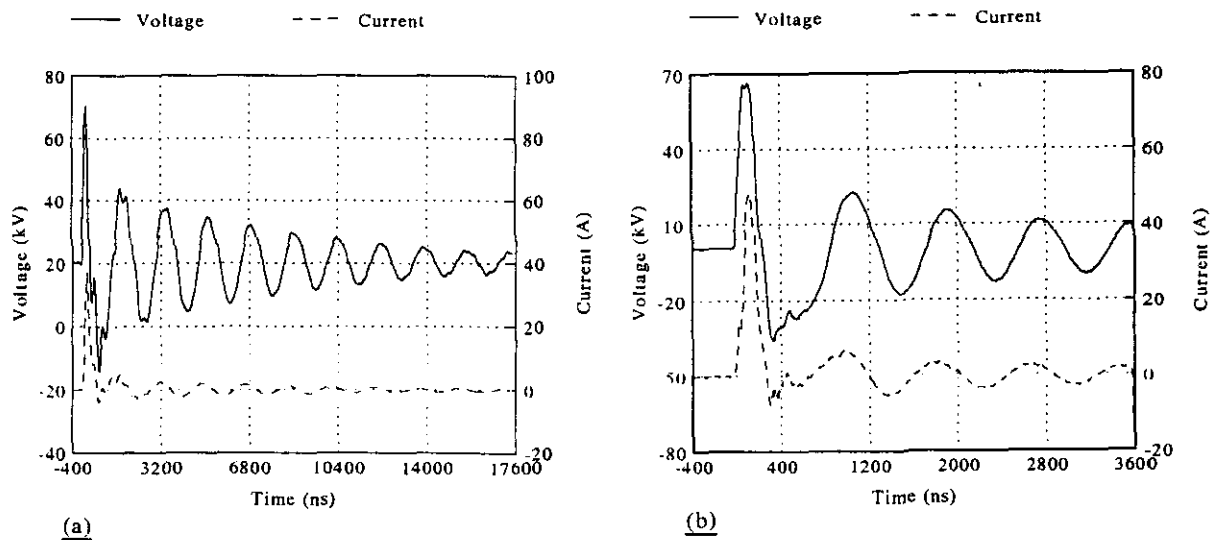 Voltage Current
80 100
60 80
40 60
20 40
0 20
-20 0
-40 -20
-400 3200 6800 10400 14000 17600
Voltage (kV)
Current (A)
Time (ns)
(a)
Voltage Current
70 80
40 60
10 40
-20 20
-50 0
-80 -20
-400 400 1200 2000 2800 3600
Voltage (kV)
Current (A)
Time (ns)
(b)